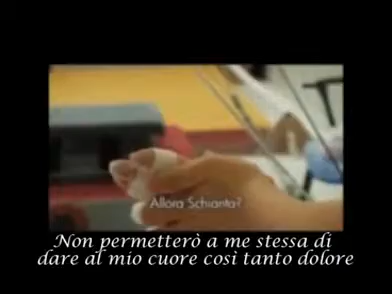 Allora Schianta?
Non permetterò a me stessa di
dare al mio cuore così tanto dolore